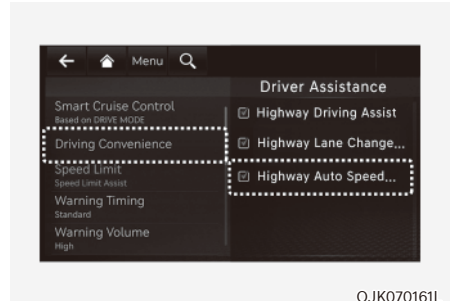 Menu
Driver Assistance
Smart Cruise Control
Based on DRIVE MODE
Driving Convenience
Speed Limit
Speed Limit Assist
Warning Timing
Standard
Warning Volume
High
Highway Driving Assist
Highway Lane Change...
Highway Auto Speed...
OJK070161L